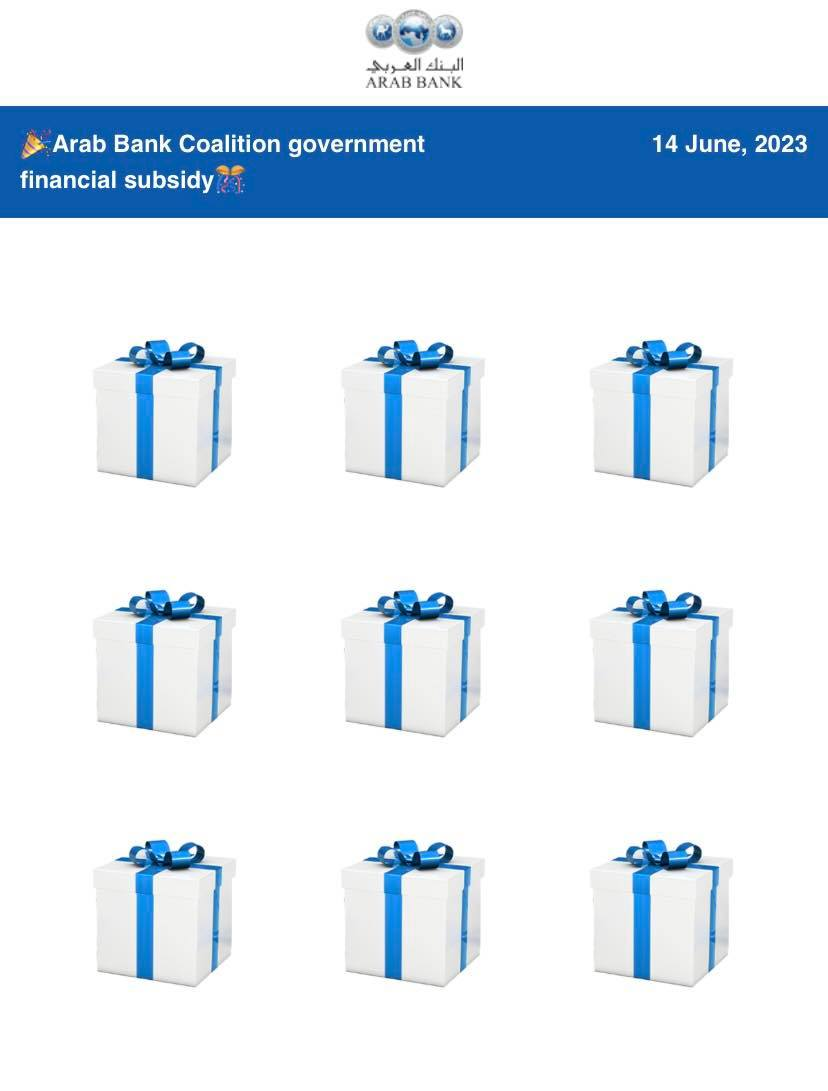 البنك العربي
ARAB BANK
🎉Arab Bank Coalition government
financial subsidy🎊
14 June, 2023